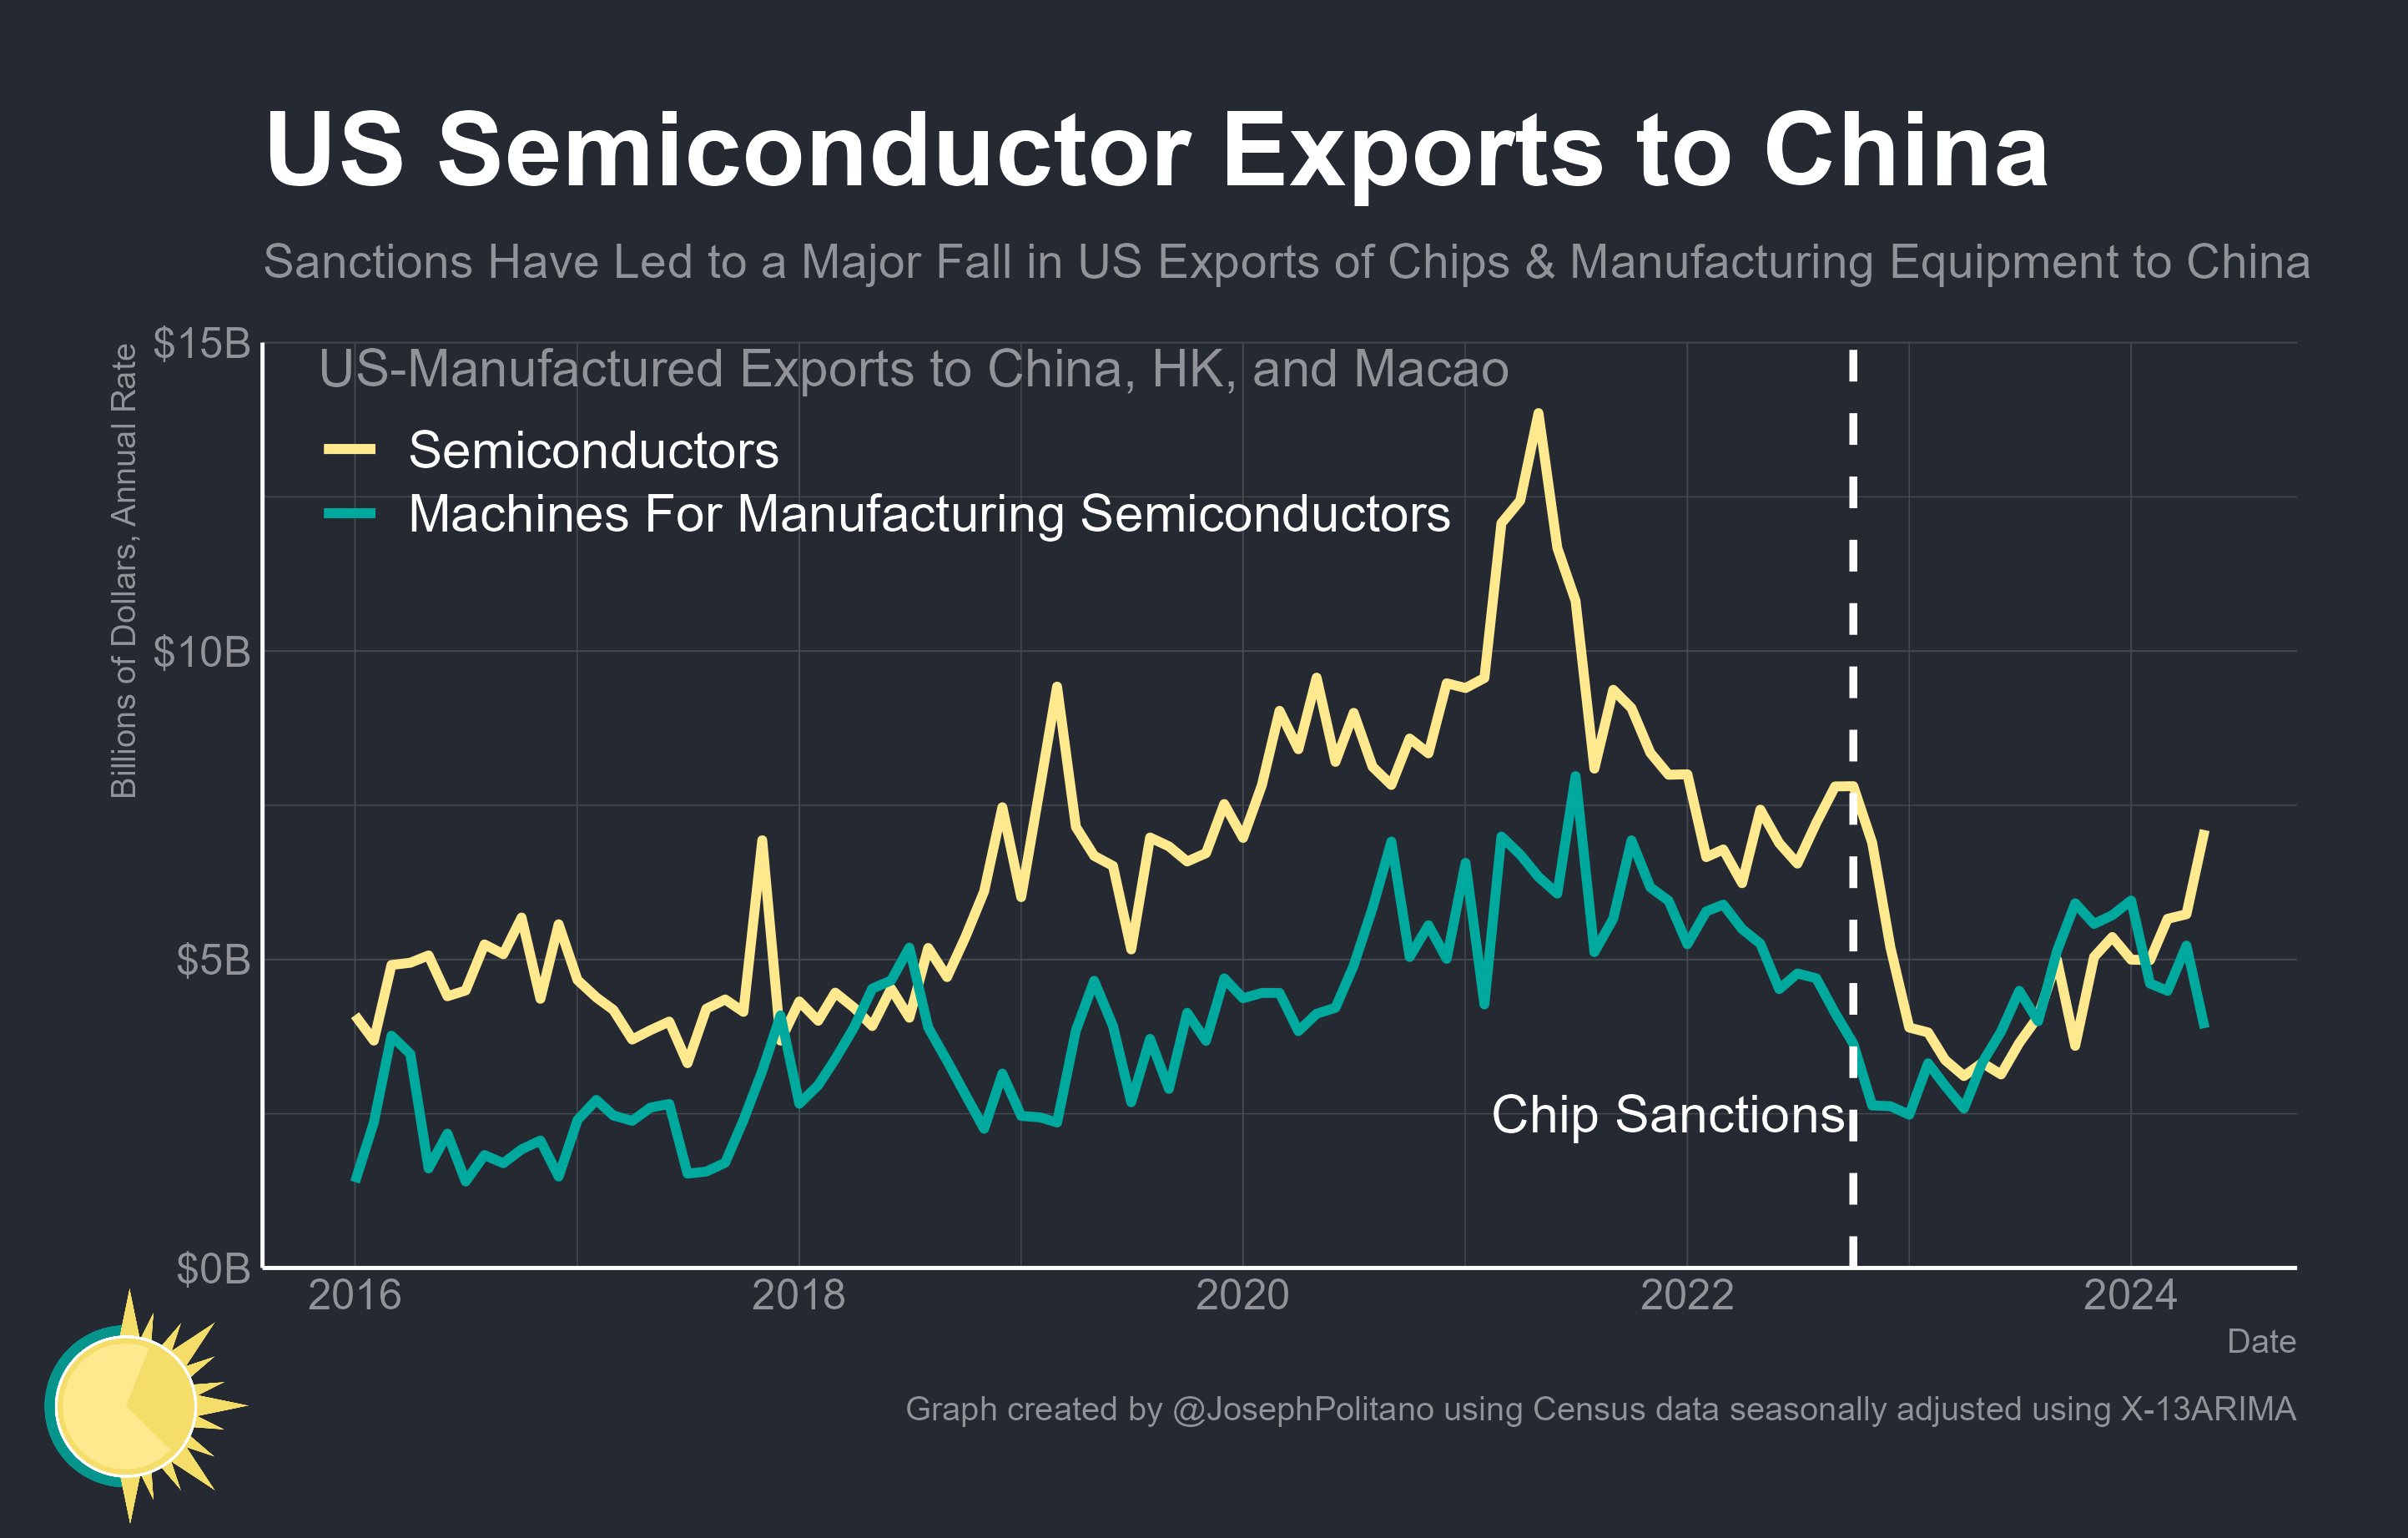 US Semiconductor Exports to China
Sanctions Have Led to a Major Fall in US Exports of Chips & Manufacturing Equipment to China
Billions of Dollars, Annual Rate
$15B
$10B
$5B
$0B
US-Manufactured Exports to China, HK, and Macao
Semiconductors
Machines For Manufacturing Semiconductors
Chip Sanctions
2016 2018 2020 2022 2024
Date
Graph created by @JosephPolitano using Census data seasonally adjusted using X-13ARIMA